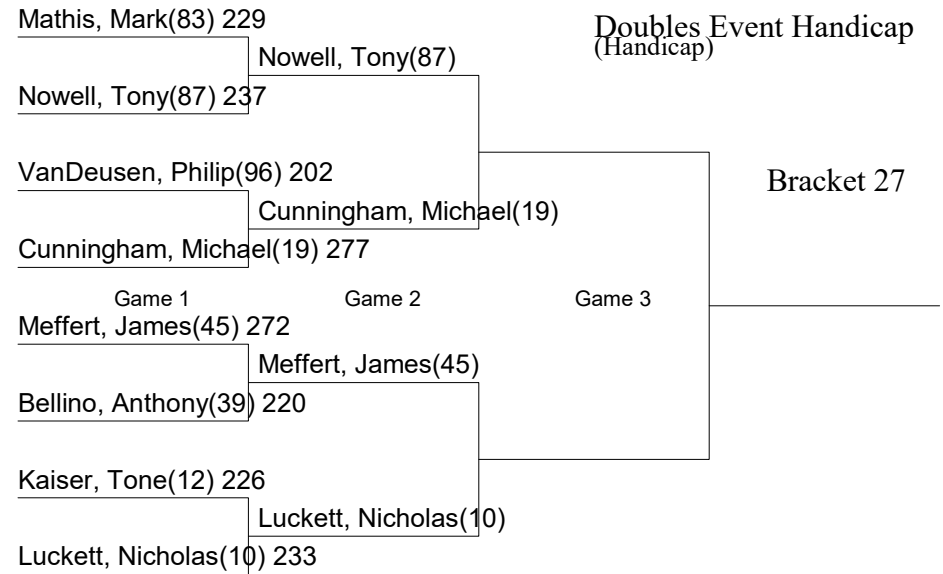 Mathis, Mark(83) 229
Doubles Event Handicap
(Handicap)
Nowell, Tony(87)
Nowell, Tony(87) 237
VanDeusen, Philip(96) 202
Bracket 27
Cunningham, Michael(19)
Cunningham, Michael(19) 277
Game 1
Game 2
Game 3
Meffert, James(45) 272
Meffert, James(45)
Bellino, Anthony(39) 220
Kaiser, Tone(12) 226
Luckett, Nicholas(10)
Luckett, Nicholas(10) 233